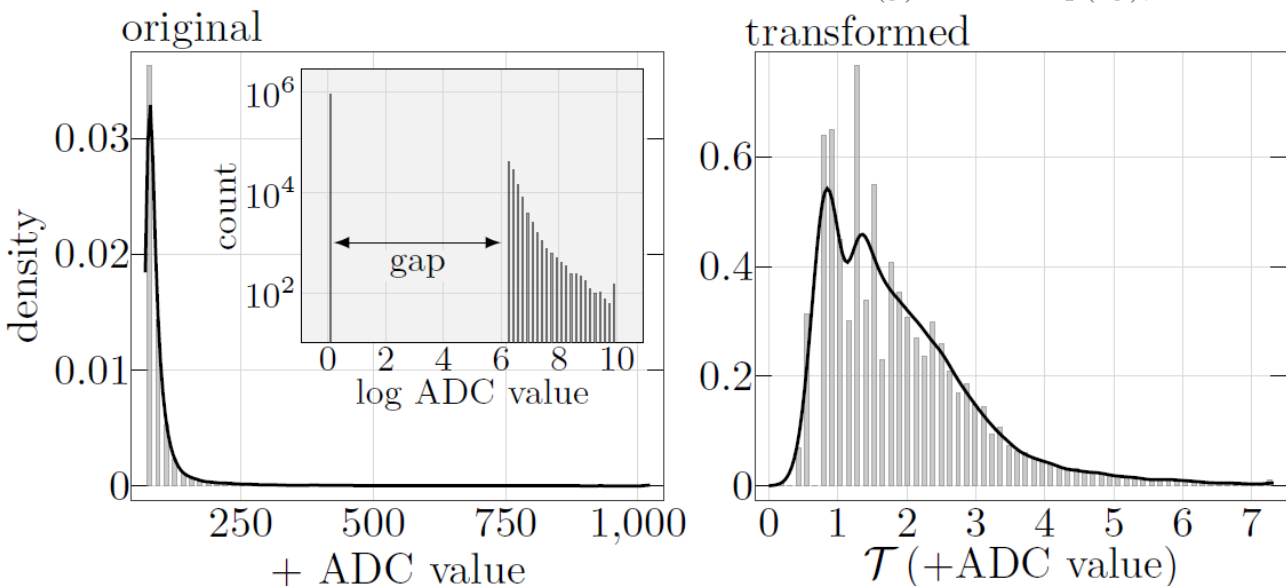 original
density
0.03
0.02
0.01
0
250 500 750 1,000
+ ADC value
count
10^6
10^4
10^2
gap
0 2 4 6 8 10
log ADC value
transformed
0.6
0.4
0.2
0
0 1 2 3 4 5 6 7
𝒯 (+ADC value)